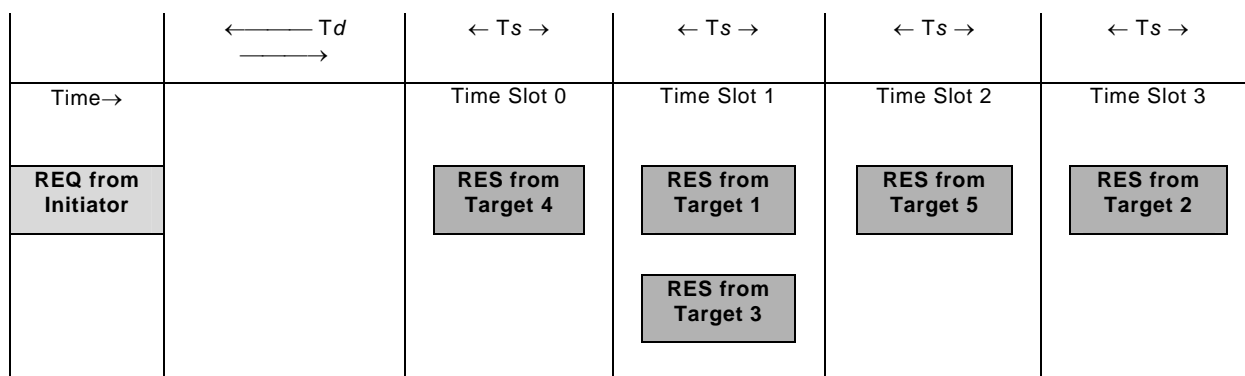 ←——— Td
———→
← Ts →
← Ts →
← Ts →
← Ts →
Time→
Time Slot 0
Time Slot 1
Time Slot 2
Time Slot 3
REQ from
Initiator
RES from
Target 4
RES from
Target 1
RES from
Target 5
RES from
Target 2
RES from
Target 3